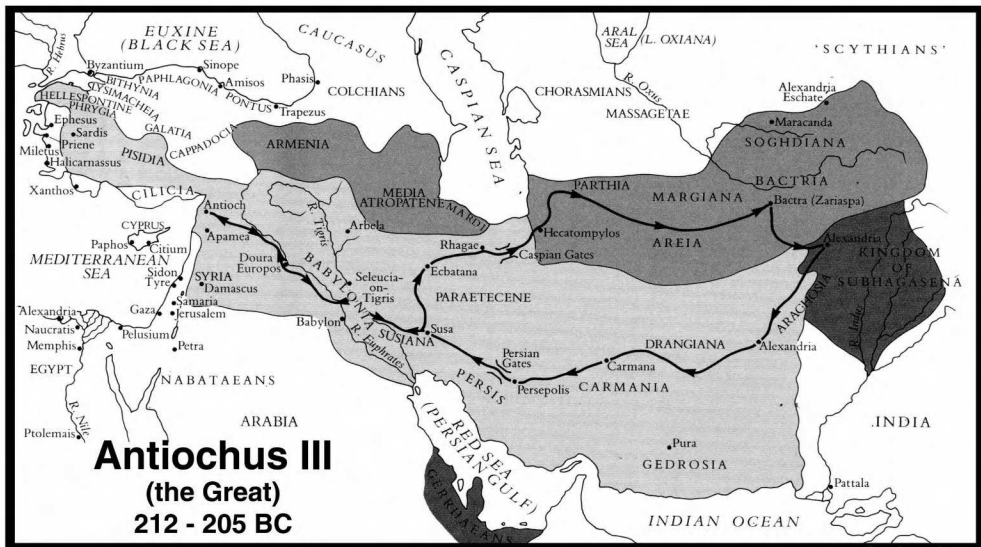 EUXINE
(BLACK SEA)
CAUCASUS
ARAL
SEA
(L. OXIANA)
'SCYTHIANS'
R. Hebrus
Byzantium
Sinope
BITHYNIA
PAPHLAGONIA
Amisos
Phasis
COLCHIANS
CASPIAN SEA
CHORASMIANS
R. Oxus
Alexandria
Eschate
LYSIMACHEIA
PONTUS
Trapezus
MASSAGETAE
HELLESPONTINE
PHRYGIA
Maracanda
Ephesus
GALATIA
SOGHDIANA
Sardis
CAPPADOCIA
ARMENIA
Priene
Miletus
PISIDIA
Halicarnassus
BACTRIA
Xanthos
CILICIA
MEDIA
ATROPATENE
MARDI
PARTHIA
MARGIANA
Bactra (Zariaspa)
Antioch
R. Tigris
Arbela
Hecatompylos
AREIA
Alexandria
CYPRUS
Apamea
Rhagae
Caspian Gates
KINGDOM
OF
SUBHAGASENA
Paphos
Citium
MEDITERRANEAN
SEA
Doura
Europos
BABYLONIA
Ecbatana
Sidon
SYRIA
Seleucia-
on-
Tigris
Tyre
Damascus
PARAETECENE
ARACHOSIA
R. Indus
Alexandria
Gaza
Samaria
Jerusalem
Babylon
SUSIANA
Susa
Naucratis
Pelusium
R. Euphrates
DRANGIANA
Alexandria
Memphis
Petra
Persian
Gates
Carmana
EGYPT
NABATAEANS
PERSIS
Persepolis
CARMANIA
R. Nile
ARABIA
RED SEA
(PERSIAN GULF)
INDIA
Ptolemais
Pura
GEDROSIA
Antiochus III
(the Great)
212 - 205 BC
GERRHAEANS
Pattala
INDIAN OCEAN